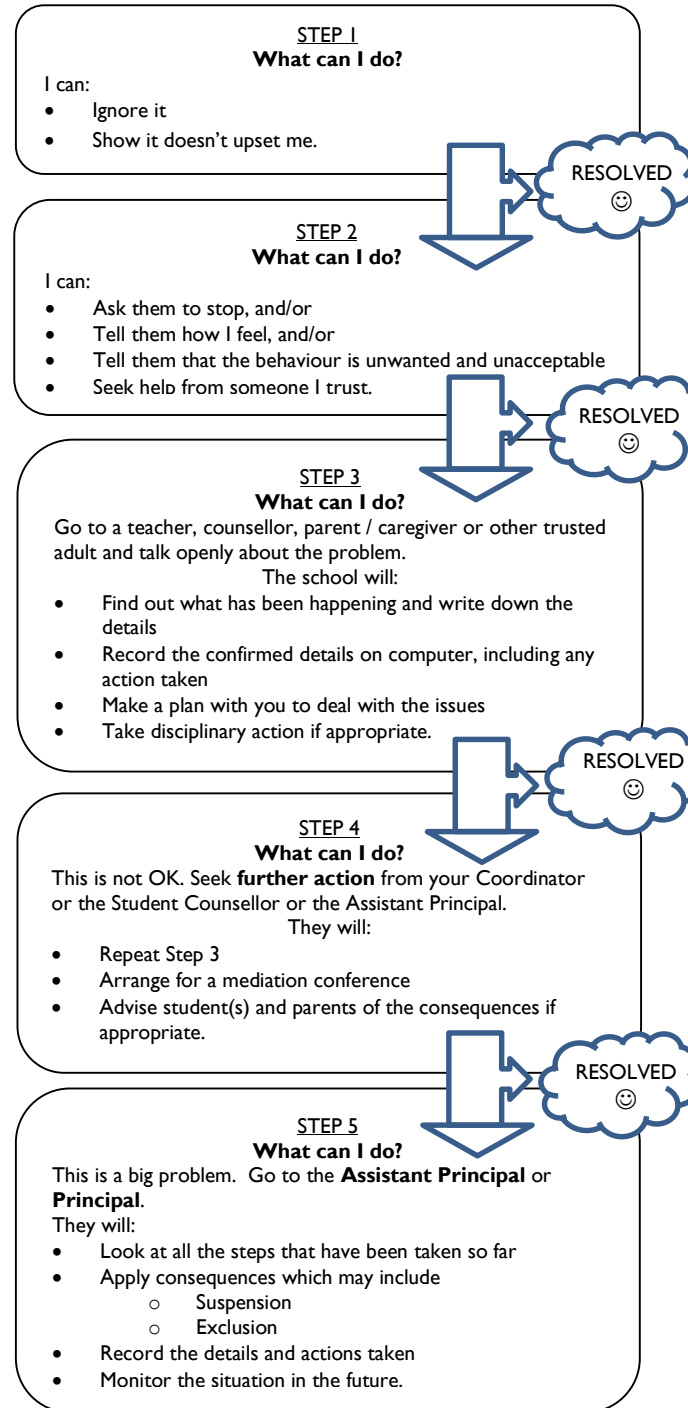 STEP 1
What can I do?
I can:
• Ignore it
• Show it doesn't upset me.
RESOLVED
☺
STEP 2
What can I do?
I can:
• Ask them to stop, and/or
• Tell them how I feel, and/or
• Tell them that the behaviour is unwanted and unacceptable
• Seek help from someone I trust.
RESOLVED
☺
STEP 3
What can I do?
Go to a teacher, counsellor, parent / caregiver or other trusted
adult and talk openly about the problem.
The school will:
• Find out what has been happening and write down the
details
• Record the confirmed details on computer, including any
action taken
• Make a plan with you to deal with the issues
• Take disciplinary action if appropriate.
RESOLVED
☺
STEP 4
What can I do?
This is not OK. Seek further action from your Coordinator
or the Student Counsellor or the Assistant Principal.
They will:
• Repeat Step 3
• Arrange for a mediation conference
• Advise student(s) and parents of the consequences if
appropriate.
RESOLVED
☺
STEP 5
What can I do?
This is a big problem.  Go to the Assistant Principal or
Principal.
They will:
• Look at all the steps that have been taken so far
• Apply consequences which may include
o Suspension
o Exclusion
• Record the details and actions taken
• Monitor the situation in the future.